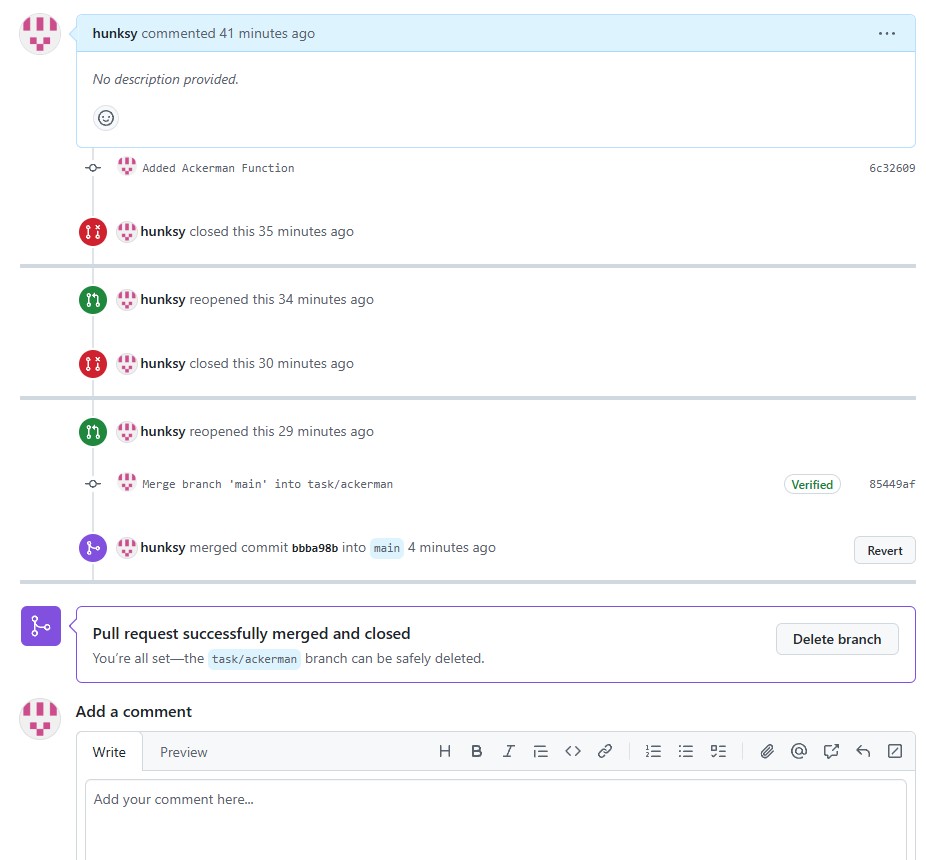 hunksy commented 41 minutes ago
No description provided.
Added Ackerman Function 6c32609
hunksy closed this 35 minutes ago
hunksy reopened this 34 minutes ago
hunksy closed this 30 minutes ago
hunksy reopened this 29 minutes ago
Merge branch 'main' into task/ackerman Verified 85449af
hunksy merged commit bbba98b into main 4 minutes ago Revert
Pull request successfully merged and closed
You're all set—the task/ackerman branch can be safely deleted.
Delete branch
Add a comment
Write Preview
Add your comment here...